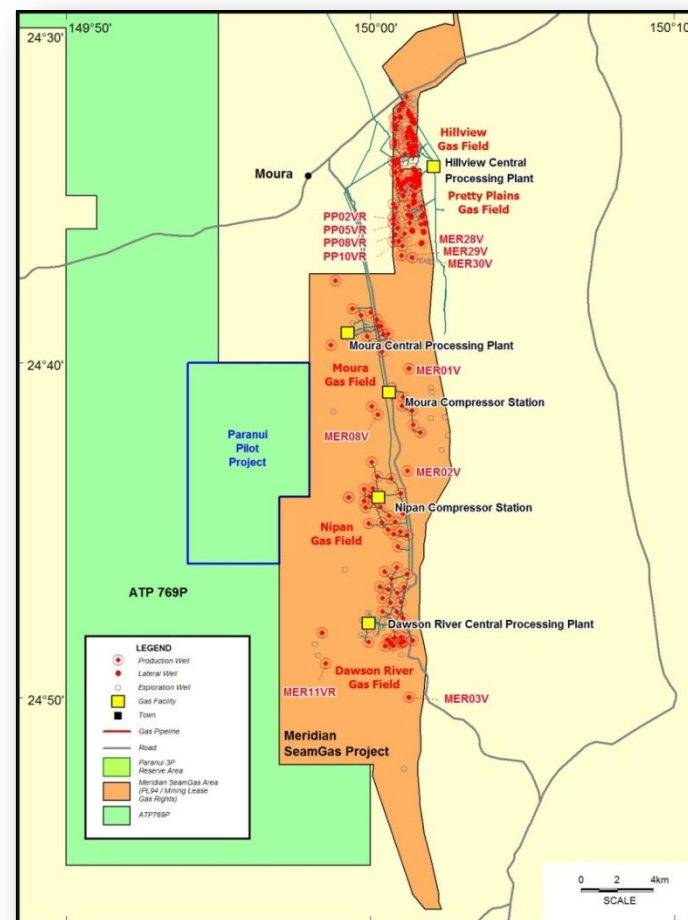 149°50'
150°00'
150°10'
24°30'
Hillview
Gas Field
Hillview Central
Processing Plant
Moura
Pretty Plains
Gas Field
PP02VR
PP05VR
PP08VR
PP10VR
MER28V
MER29V
MER30V
Moura Central Processing Plant
24°40'
Moura
Gas Field
MER01V
Moura Compressor Station
MER08V
Paranui
Pilot
Project
MER02V
Nipan Compressor Station
Nipan
Gas Field
ATP 769P
Dawson River Central Processing Plant
Dawson River
Gas Field
MER11VR
MER03V
24°50'
Meridian
SeamGas Project
LEGEND
Production Well
Lateral Well
Exploration Well
Gas Facility
Town
Gas Pipeline
Road
Paranui 3P
Reserve Area
Meridian SeamGas Area
(PL94 / Mining Lease
Gas Rights)
ATP769P
0 2 4km
SCALE